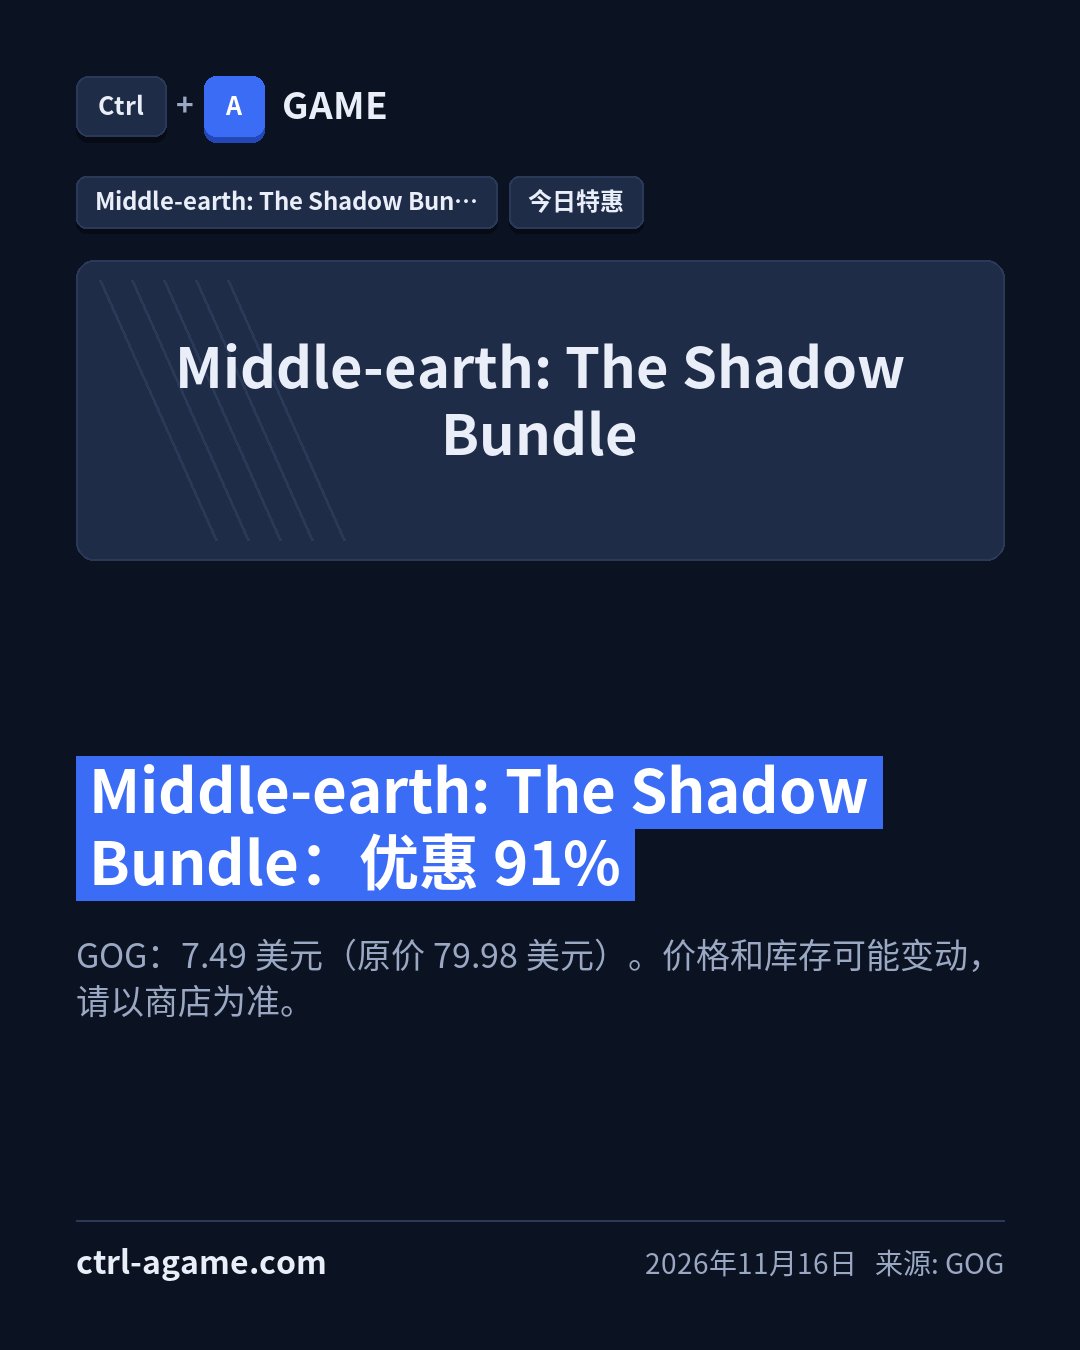 Ctrl + A GAME
Middle-earth: The Shadow Bun… 今日特惠
Middle-earth: The Shadow
Bundle
Middle-earth: The Shadow
Bundle：优惠 91%
GOG：7.49 美元（原价 79.98 美元）。价格和库存可能变动，
请以商店为准。
ctrl-agame.com 2026年11月16日 来源: GOG